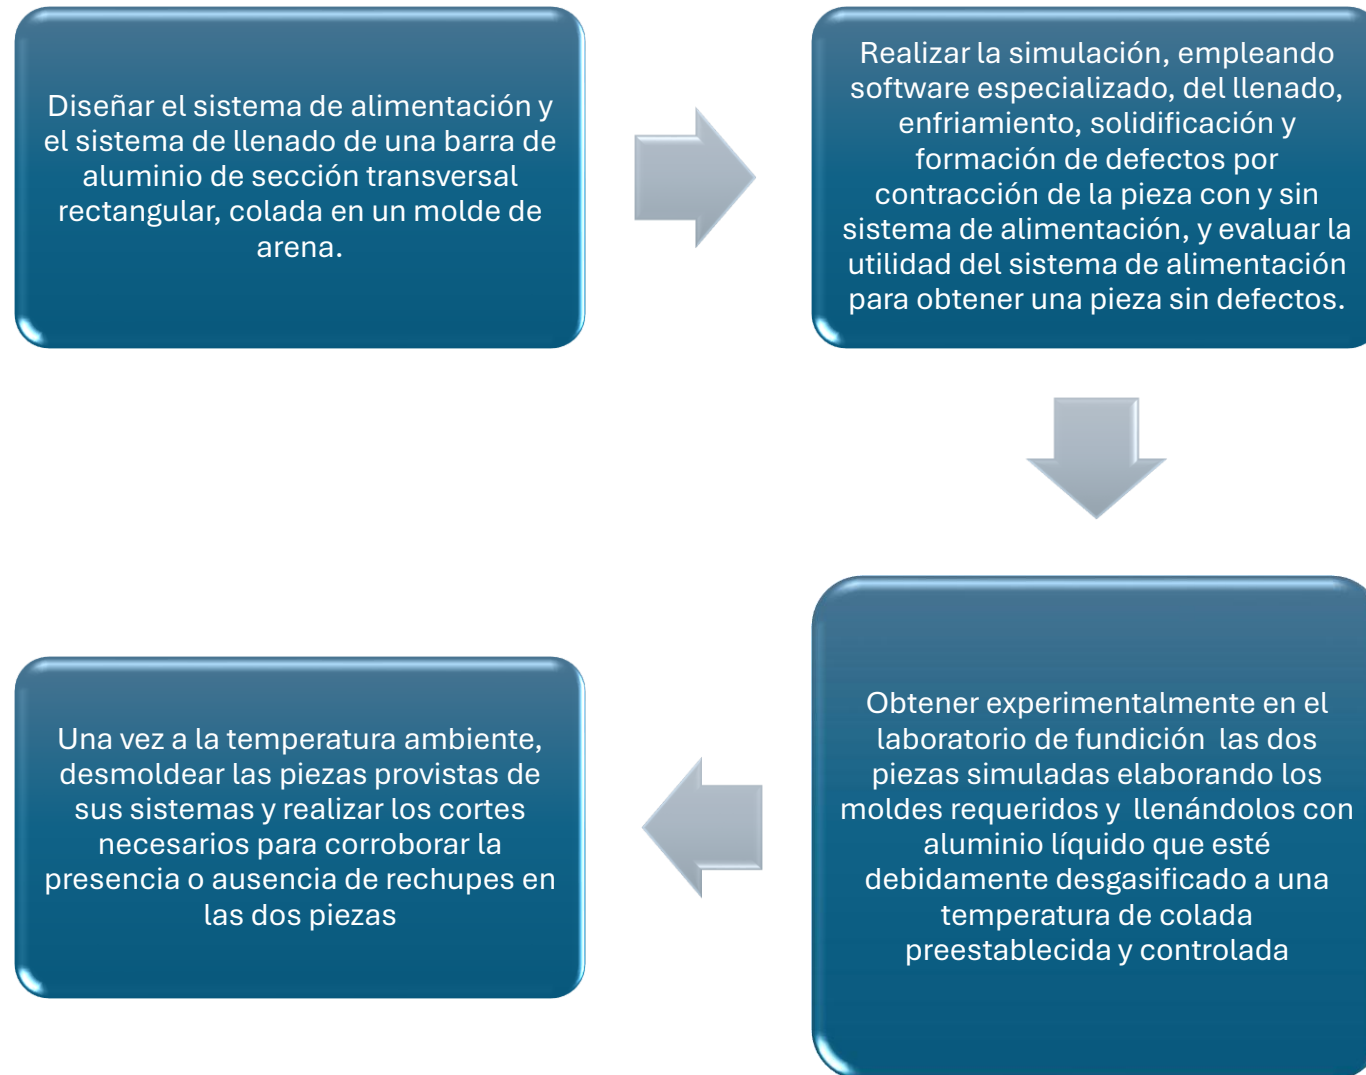 Diseñar el sistema de alimentación y
el sistema de llenado de una barra de
aluminio de sección transversal
rectangular, colada en un molde de
arena.
Realizar la simulación, empleando
software especializado, del llenado,
enfriamiento, solidificación y
formación de defectos por
contracción de la pieza con y sin
sistema de alimentación, y evaluar la
utilidad del sistema de alimentación
para obtener una pieza sin defectos.
Obtener experimentalmente en el
laboratorio de fundición las dos
piezas simuladas elaborando los
moldes requeridos y llenándolos con
aluminio líquido que esté
debidamente desgasificado a una
temperatura de colada
preestablecida y controlada
Una vez a la temperatura ambiente,
desmoldear las piezas provistas de
sus sistemas y realizar los cortes
necesarios para corroborar la
presencia o ausencia de rechupes en
las dos piezas